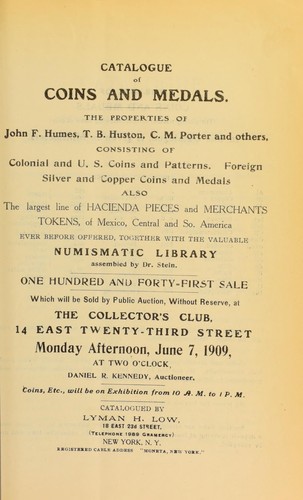 CATALOGUE
of
COINS AND MEDALS.
THE PROPERTIES OF
John F. Humes, T. B. Huston, C. M. Porter and others,
CONSISTING OF
Colonial and U. S. Coins and Patterns. Foreign
Silver and Copper Coins and Medals
ALSO
The largest line of HACIENDA PIECES and MERCHANTS
TOKENS, of Mexico, Central and So. America
EVER BEFORE OFFERED, TOGETHER WITH THE VALUABLE
NUMISMATIC LIBRARY
assembled by Dr. Stein.
ONE HUNDRED AND FORTY-FIRST SALE
Which will be Sold by Public Auction, Without Reserve, at
THE COLLECTOR'S CLUB,
14 EAST TWENTY-THIRD STREET
Monday Afternoon, June 7, 1909,
AT TWO O'CLOCK,
DANIEL R. KENNEDY, Auctioneer.
Coins, Etc., will be on Exhibition from 10 A. M. to 1 P. M.
CATALOGUED BY
LYMAN H. LOW,
18 EAST 23d STREET,
(TELEPHONE 1889 GRAMERCY)
NEW YORK, N. Y.
REGISTERED CABLE ADDRESS "MONETA, NEW YORK."